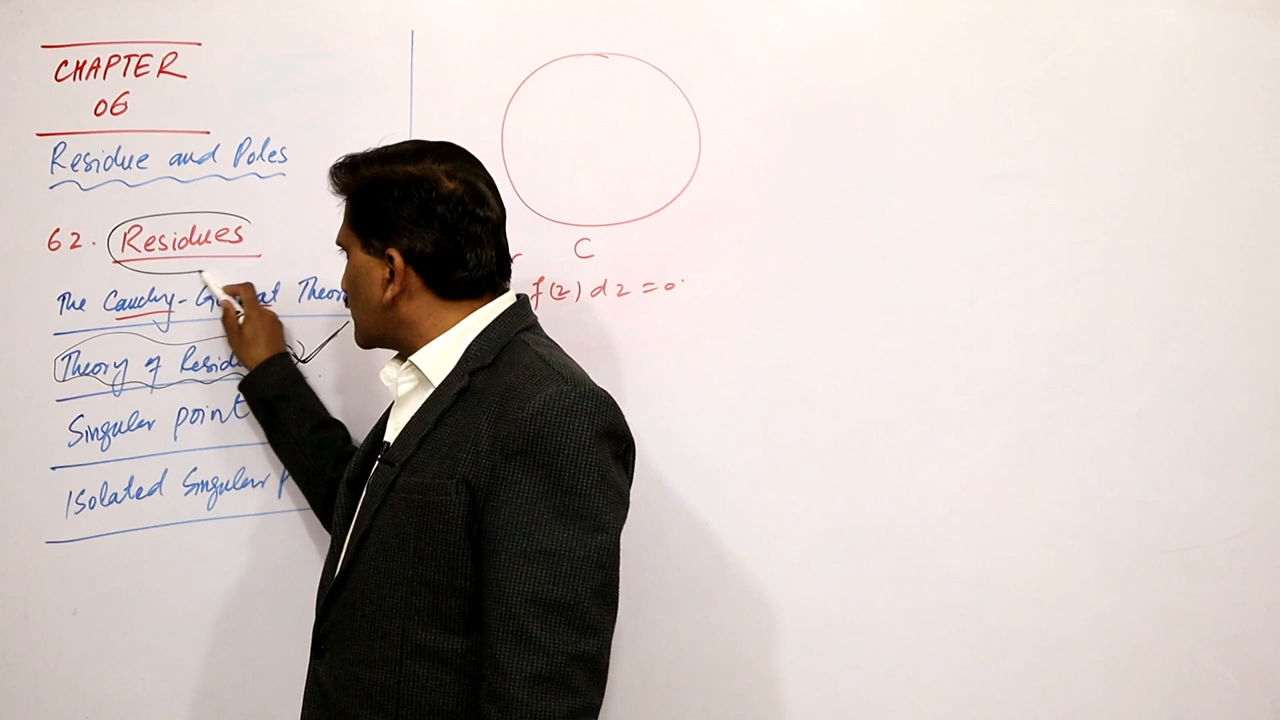 CHAPTER
06
Residue and Poles
62. Residues
The Cauchy-
Theory of
Singular point
Isolated Singular
C
f(z) dz = 0